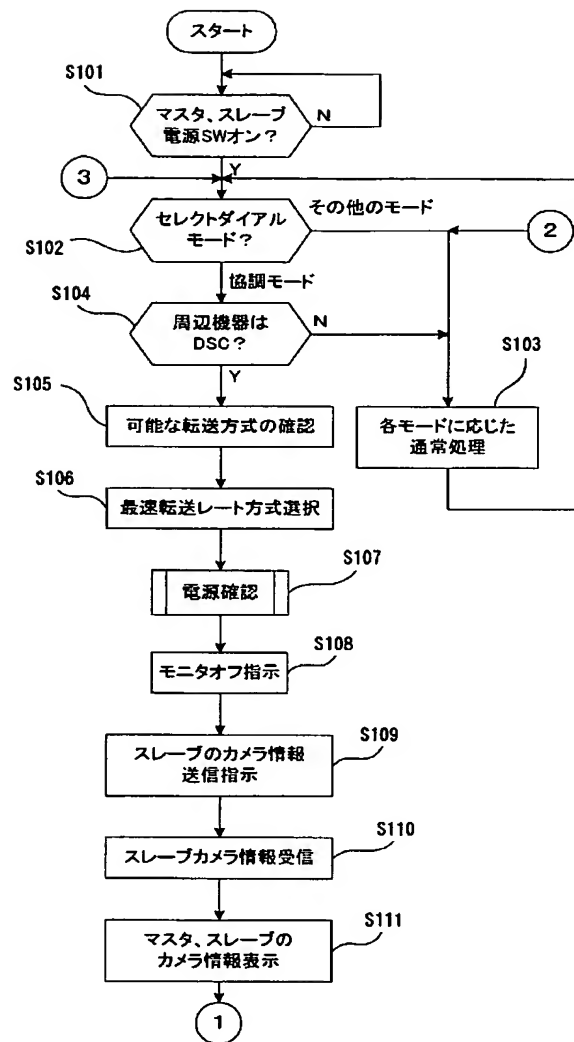 スタート
S101
マスタ、スレーブ
電源SWオン？
N
Y
3
セレクトダイアル
モード？
その他のモード
2
S102
協調モード
S104
周辺機器は
DSC？
N
Y
S103
各モードに応じた
通常処理
S105
可能な転送方式の確認
S106
最速転送レート方式選択
S107
電源確認
S108
モニタオフ指示
S109
スレーブのカメラ情報
送信指示
S110
スレーブカメラ情報受信
S111
マスタ、スレーブの
カメラ情報表示
1